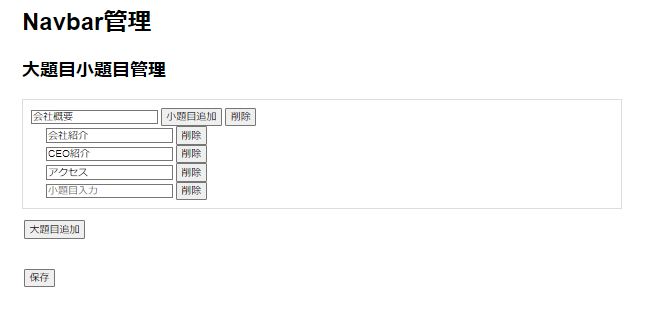 Navbar管理
大題目小題目管理
会社概要 小題目追加 削除
会社紹介 削除
CEO紹介 削除
アクセス 削除
小題目入力 削除
大題目追加
保存